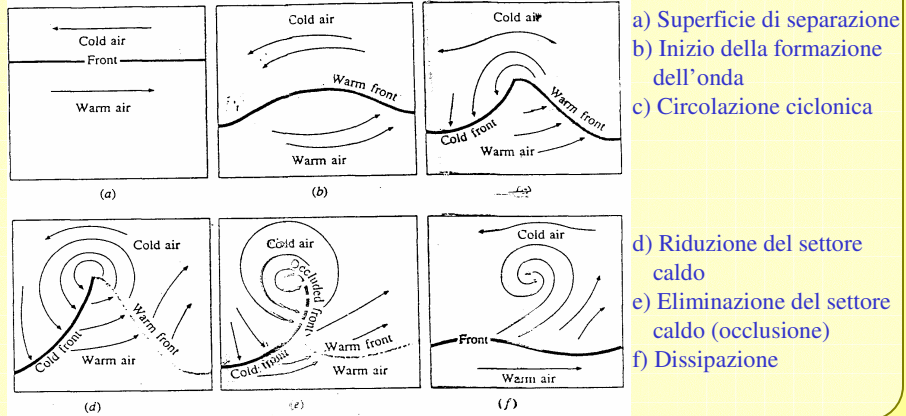 Cold air
Front
Warm air
(a)
Cold air
Warm front
Warm air
(b)
Cold air
Warm front
Cold front
Warm air
(c)
a) Superficie di separazione
b) Inizio della formazione
dell'onda
c) Circolazione ciclonica
Cold air
Warm front
Cold front
Warm air
(d)
Cold air
Occluded front
Warm front
Cold front
Warm air
(e)
Cold air
Front
Warm air
(f)
d) Riduzione del settore
caldo
e) Eliminazione del settore
caldo (occlusione)
f) Dissipazione